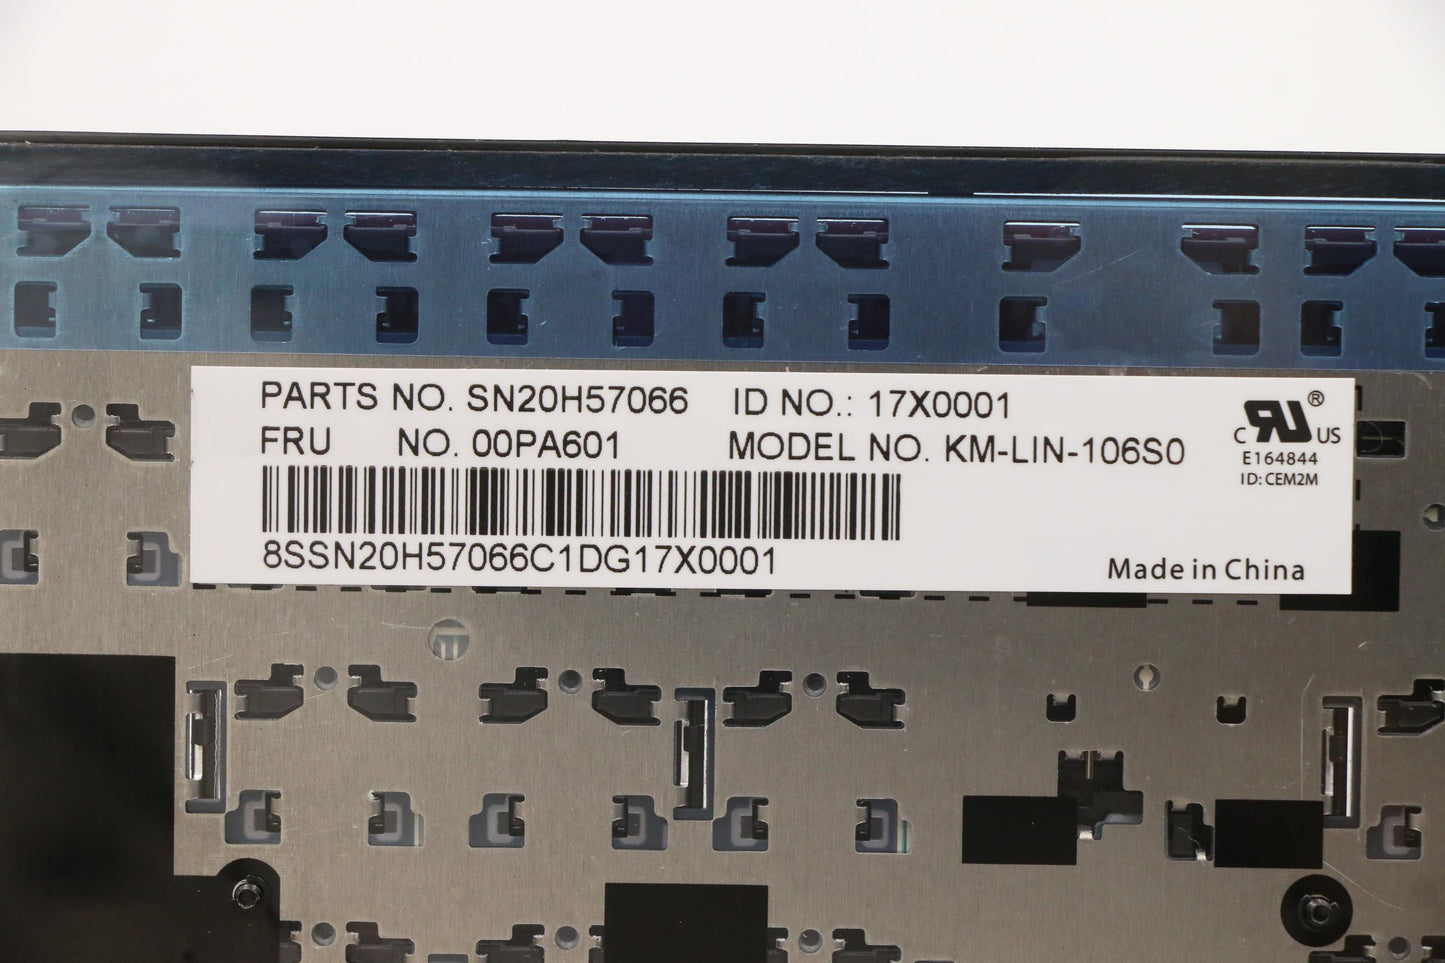 PARTS NO. SN20H57066 ID NO.: 17X0001
FRU NO. 00PA601 MODEL NO. KM-LIN-106S0
8SSN20H57066C1DG17X0001
C RU ® US
E164844
ID: CEM2M
Made in China